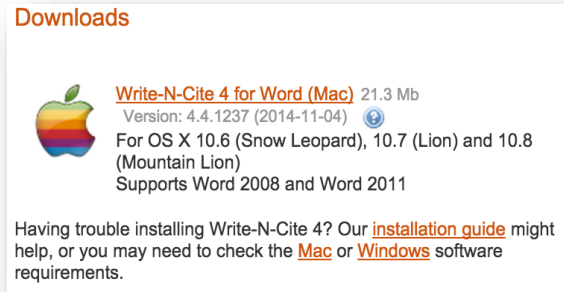 Downloads
Write-N-Cite 4 for Word (Mac) 21.3 Mb
Version: 4.4.1237 (2014-11-04) ?
For OS X 10.6 (Snow Leopard), 10.7 (Lion) and 10.8
(Mountain Lion)
Supports Word 2008 and Word 2011
Having trouble installing Write-N-Cite 4? Our installation guide might
help, or you may need to check the Mac or Windows software
requirements.